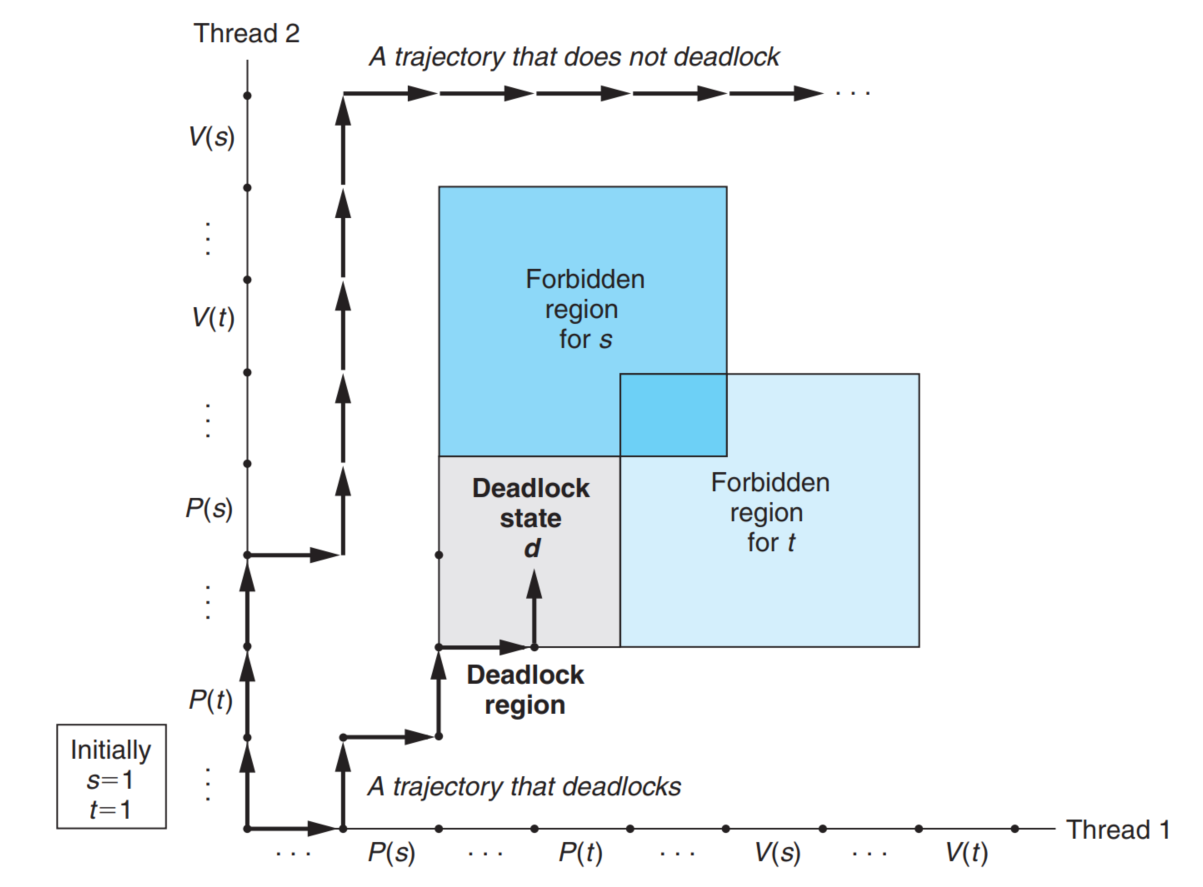 Thread 2
A trajectory that does not deadlock
. . .
V(s)
. . .
Forbidden
region
for s
V(t)
. . .
Forbidden
region
for t
Deadlock
state
d
P(s)
. . .
Deadlock
region
P(t)
Initially
s=1
t=1
. . .
A trajectory that deadlocks
Thread 1
. . . P(s) . . . P(t) . . . V(s) . . . V(t)